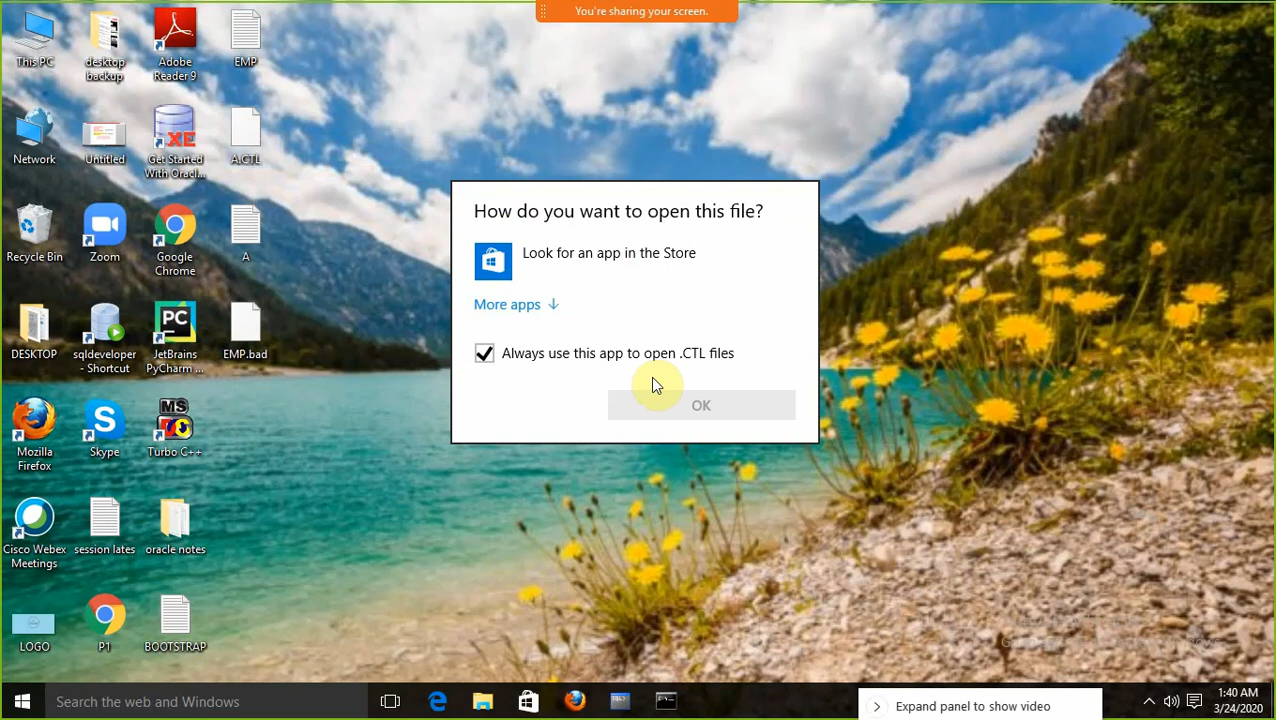 You're sharing your screen.
This PC
desktop
backup
Adobe
Reader 9
EMP
Network
Untitled
Get Started
With Oracl...
A.CTL
Recycle Bin
Zoom
Google
Chrome
A
DESKTOP
sqldeveloper
- Shortcut
JetBrains
PyCharm ...
EMP.bad
Mozilla
Firefox
Skype
MS
Turbo C++
Cisco Webex
Meetings
session lates
oracle notes
LOGO
P1
BOOTSTRAP
XE
PC
How do you want to open this file?
Look for an app in the Store
More apps
Always use this app to open .CTL files
OK
Search the web and Windows
Expand panel to show video
1:40 AM
3/24/2020